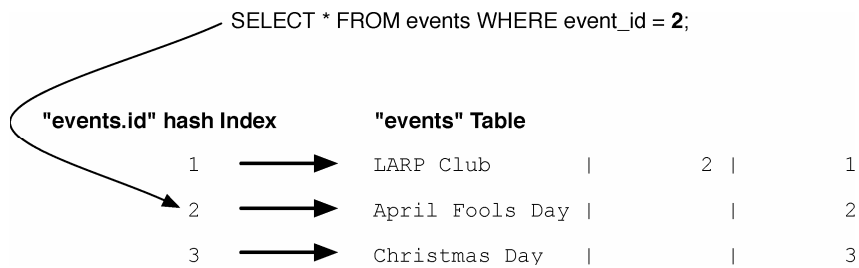 SELECT * FROM events WHERE event_id = 2;
"events.id" hash Index "events" Table
1 LARP Club | 2 | 1
2 April Fools Day | | 2
3 Christmas Day | | 3